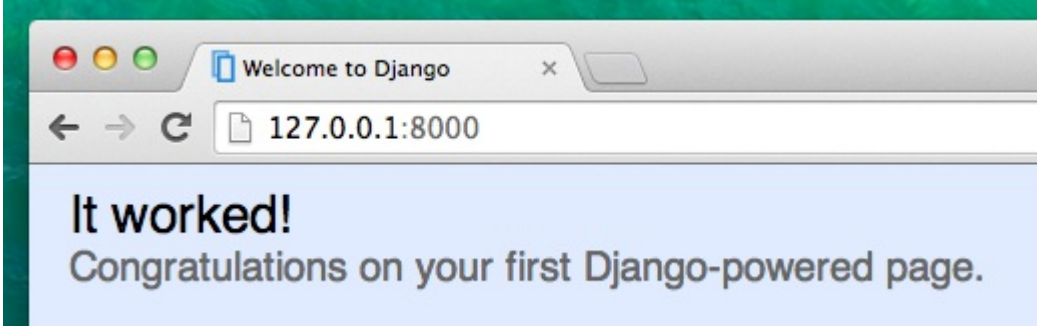 Welcome to Django
127.0.0.1:8000
It worked!
Congratulations on your first Django-powered page.